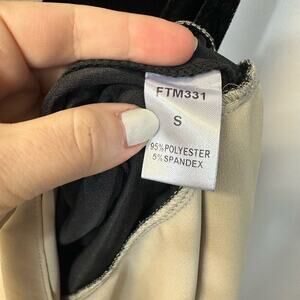 FTM331
S
95%POLYESTER
5%SPANDEX